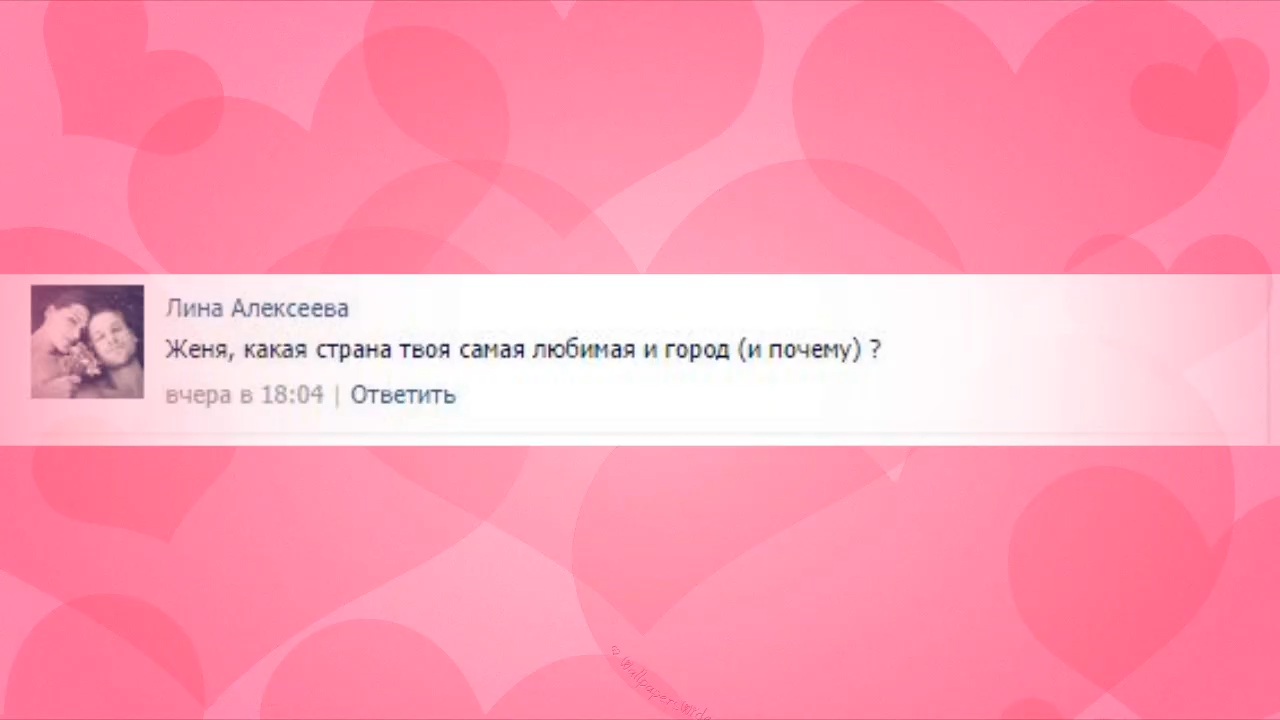 Лина Алексеева
Женя, какая страна твоя самая любимая и город (и почему) ?
вчера в 18:04 | Ответить